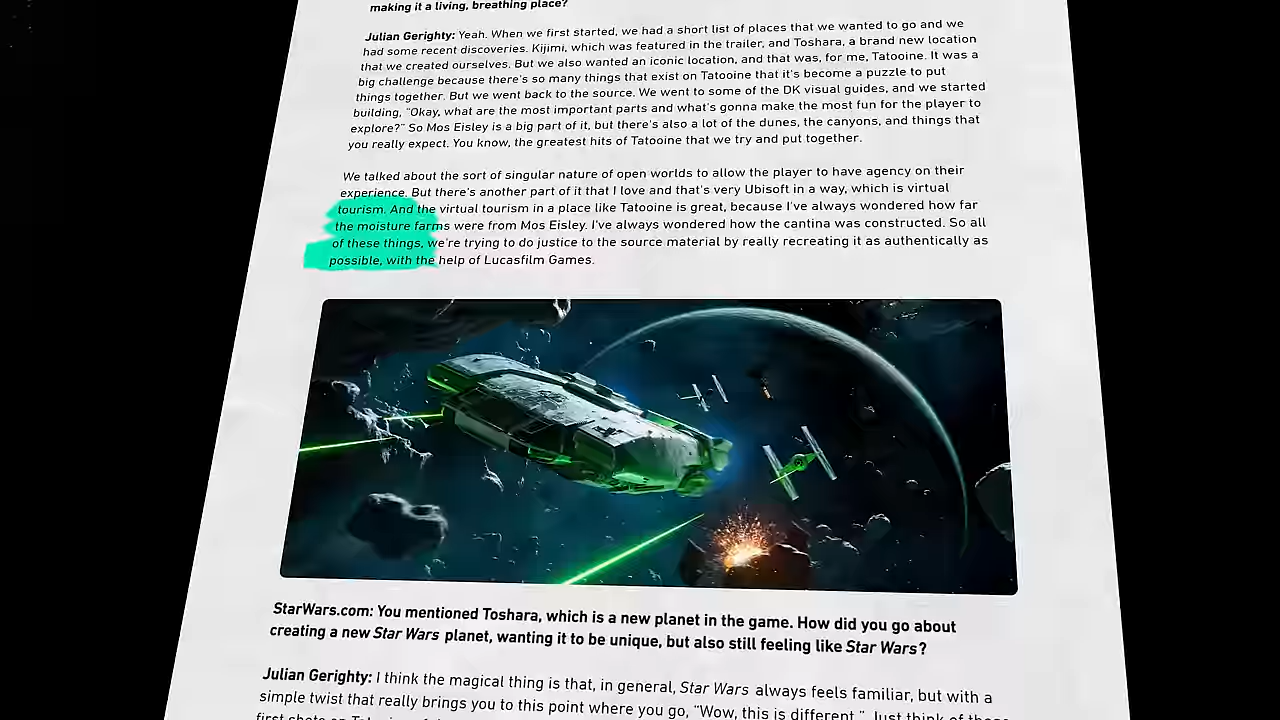 making it a living, breathing place?
Julian Gerighty: Yeah. When we first started, we had a short list of places that we wanted to go and we
had some recent discoveries. Kijimi, which was featured in the trailer, and Toshara, a brand new location
that we created ourselves. But we also wanted an iconic location, and that was, for me, Tatooine. It was a
big challenge because there's so many things that exist on Tatooine that it's become a puzzle to put
things together. But we went back to the source. We went to some of the DK visual guides, and we started
building, "Okay, what are the most important parts and what's gonna make the most fun for the player to
explore?" So Mos Eisley is a big part of it, but there's also a lot of the dunes, the canyons, and things that
you really expect. You know, the greatest hits of Tatooine that we try and put together.
We talked about the sort of singular nature of open worlds to allow the player to have agency on their
experience. But there's another part of it that I love and that's very Ubisoft in a way, which is virtual
tourism. And the virtual tourism in a place like Tatooine is great, because I've always wondered how far
the moisture farms were from Mos Eisley. I've always wondered how the cantina was constructed. So all
of these things, we're trying to do justice to the source material by really recreating it as authentically as
possible, with the help of Lucasfilm Games.
StarWars.com: You mentioned Toshara, which is a new planet in the game. How did you go about
creating a new Star Wars planet, wanting it to be unique, but also still feeling like Star Wars?
Julian Gerighty: I think the magical thing is that, in general, Star Wars always feels familiar, but with a
simple twist that really brings you to this point where you go, "Wow, this is different." Just think of those